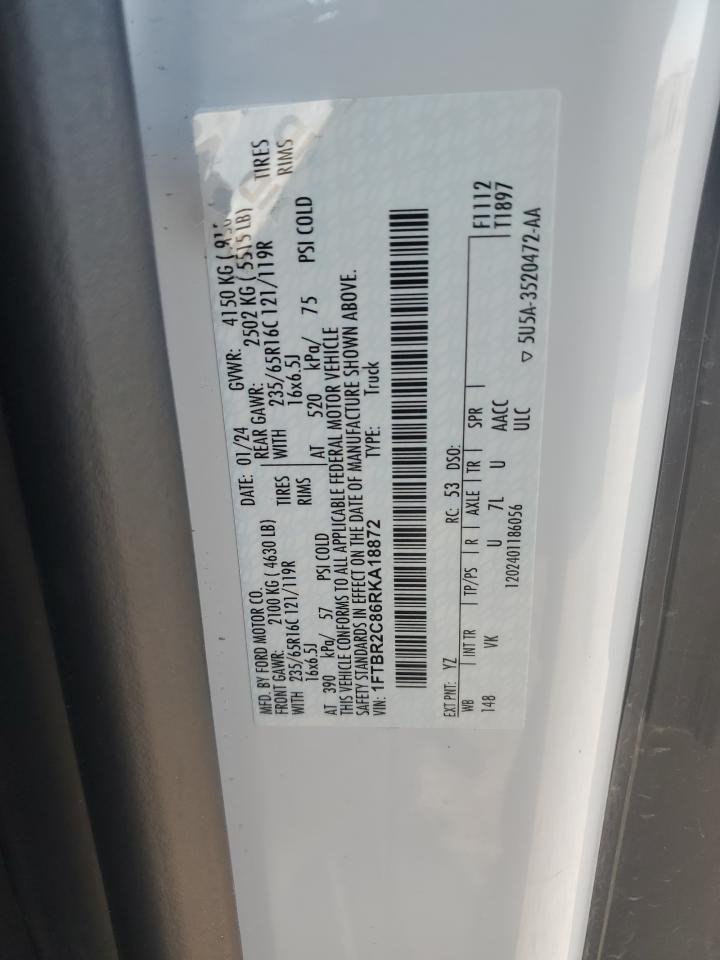 MFD. BY FORD MOTOR CO. DATE: 01/24 GVWR: 4150 KG
FRONT GAWR: 2100 KG ( 4630 LB) REAR GAWR: 2502 KG ( 5515 LB)
WITH 235/65R16C 121/119R TIRES WITH 235/65R16C 121/119R TIRES
16x6.5J RIMS 16x6.5J RIMS
AT 390 kPa/ 57 PSI COLD AT 520 kPa/ 75 PSI COLD
THIS VEHICLE CONFORMS TO ALL APPLICABLE FEDERAL MOTOR VEHICLE
SAFETY STANDARDS IN EFFECT ON THE DATE OF MANUFACTURE SHOWN ABOVE.
VIN: 1FTBR2C86RKA18872 TYPE: Truck
EXT PNT: YZ RC: 53 DSO: F1112
WB INT TR TP/PS R AXLE TR SPR T1897
148 VK U 7L U AACC
1202401186056 ULC
▽ 5U5A-3520472-AA